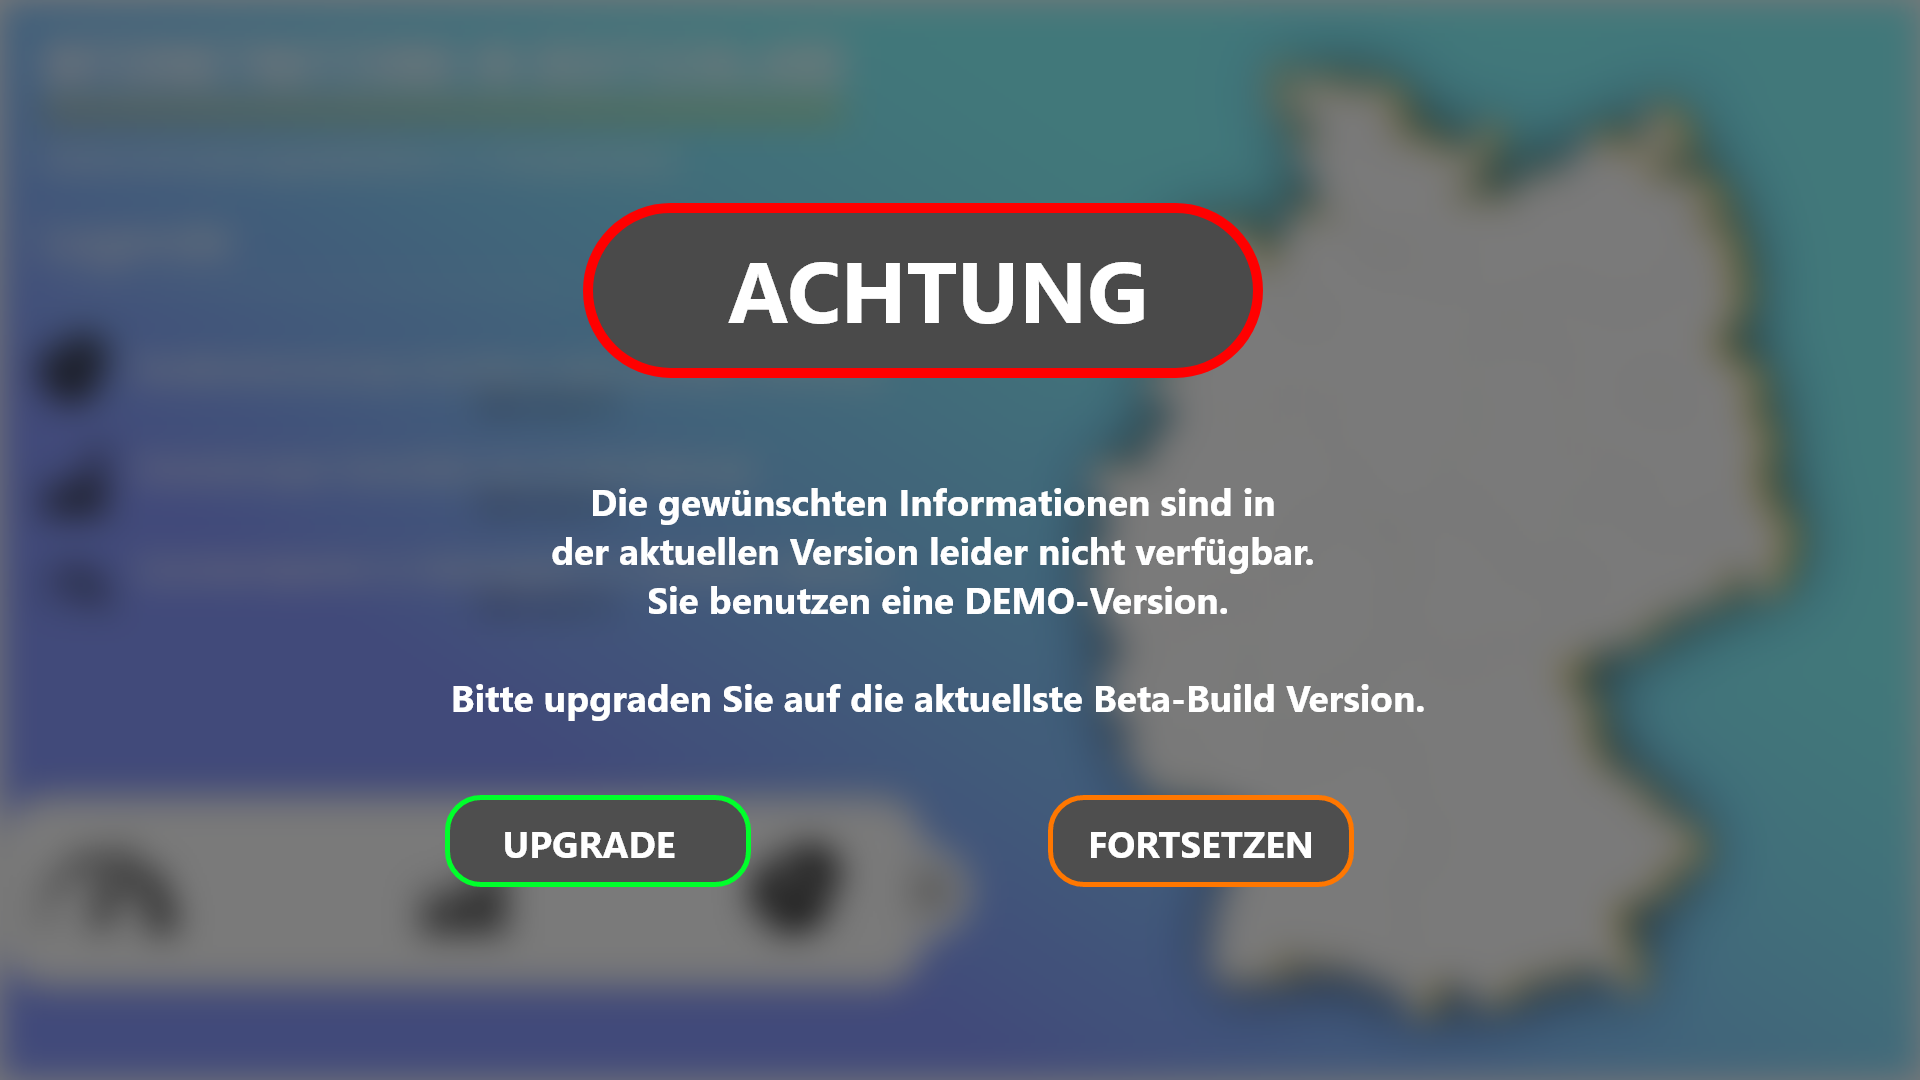 ACHTUNG
Die gewünschten Informationen sind in
der aktuellen Version leider nicht verfügbar.
Sie benutzen eine DEMO-Version.
Bitte upgraden Sie auf die aktuellste Beta-Build Version.
UPGRADE
FORTSETZEN